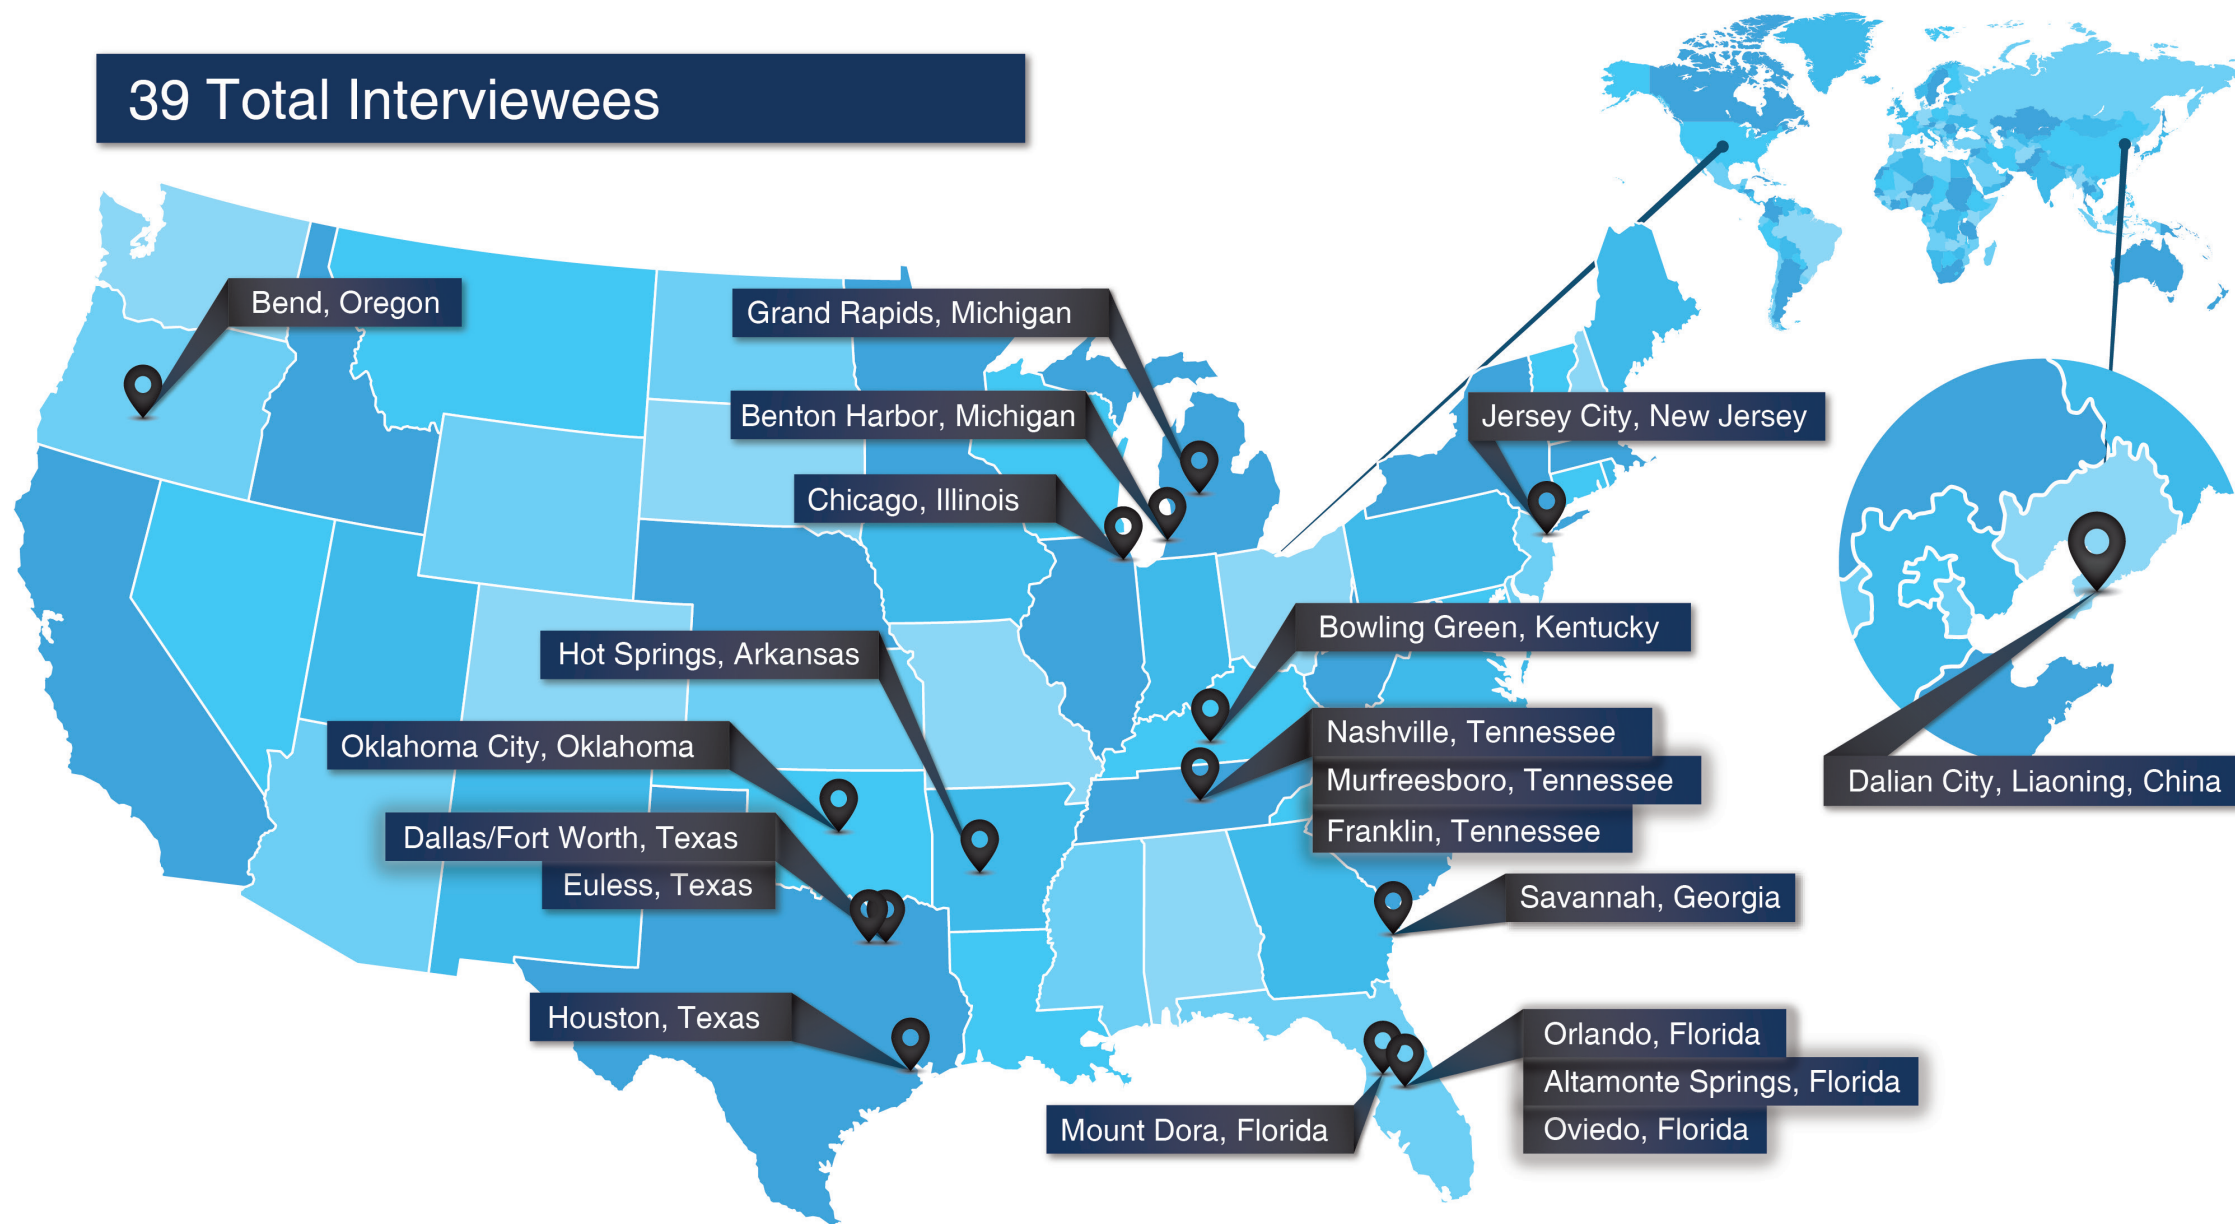 39 Total Interviewees
Bend, Oregon
Grand Rapids, Michigan
Benton Harbor, Michigan
Jersey City, New Jersey
Chicago, Illinois
Bowling Green, Kentucky
Hot Springs, Arkansas
Nashville, Tennessee
Oklahoma City, Oklahoma
Murfreesboro, Tennessee
Dalian City, Liaoning, China
Franklin, Tennessee
Dallas/Fort Worth, Texas
Euless, Texas
Savannah, Georgia
Houston, Texas
Orlando, Florida
Altamonte Springs, Florida
Mount Dora, Florida
Oviedo, Florida